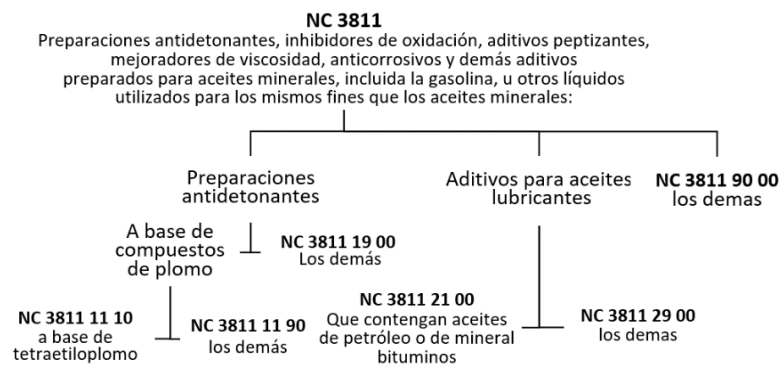 NC 3811
Preparaciones antidetonantes, inhibidores de oxidación, aditivos peptizantes,
mejoradores de viscosidad, anticorrosivos y demás aditivos
preparados para aceites minerales, incluida la gasolina, u otros líquidos
utilizados para los mismos fines que los aceites minerales:
Preparaciones
antidetonantes
Aditivos para aceites
lubricantes
NC 3811 90 00
los demas
A base de
compuestos
de plomo
NC 3811 19 00
Los demás
NC 3811 11 10
a base de
tetraetiloplomo
NC 3811 11 90
los demás
NC 3811 21 00
Que contengan aceites
de petróleo o de mineral
bituminos
NC 3811 29 00
los demas